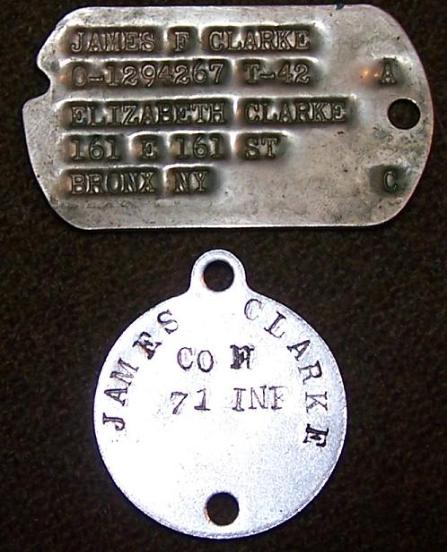 JAMES F CLARKE
O-1294267 T-42 A
ELIZABETH CLARKE
161 E 161 ST
BRONX NY C
JAMES CLARKE
CO
71 INF